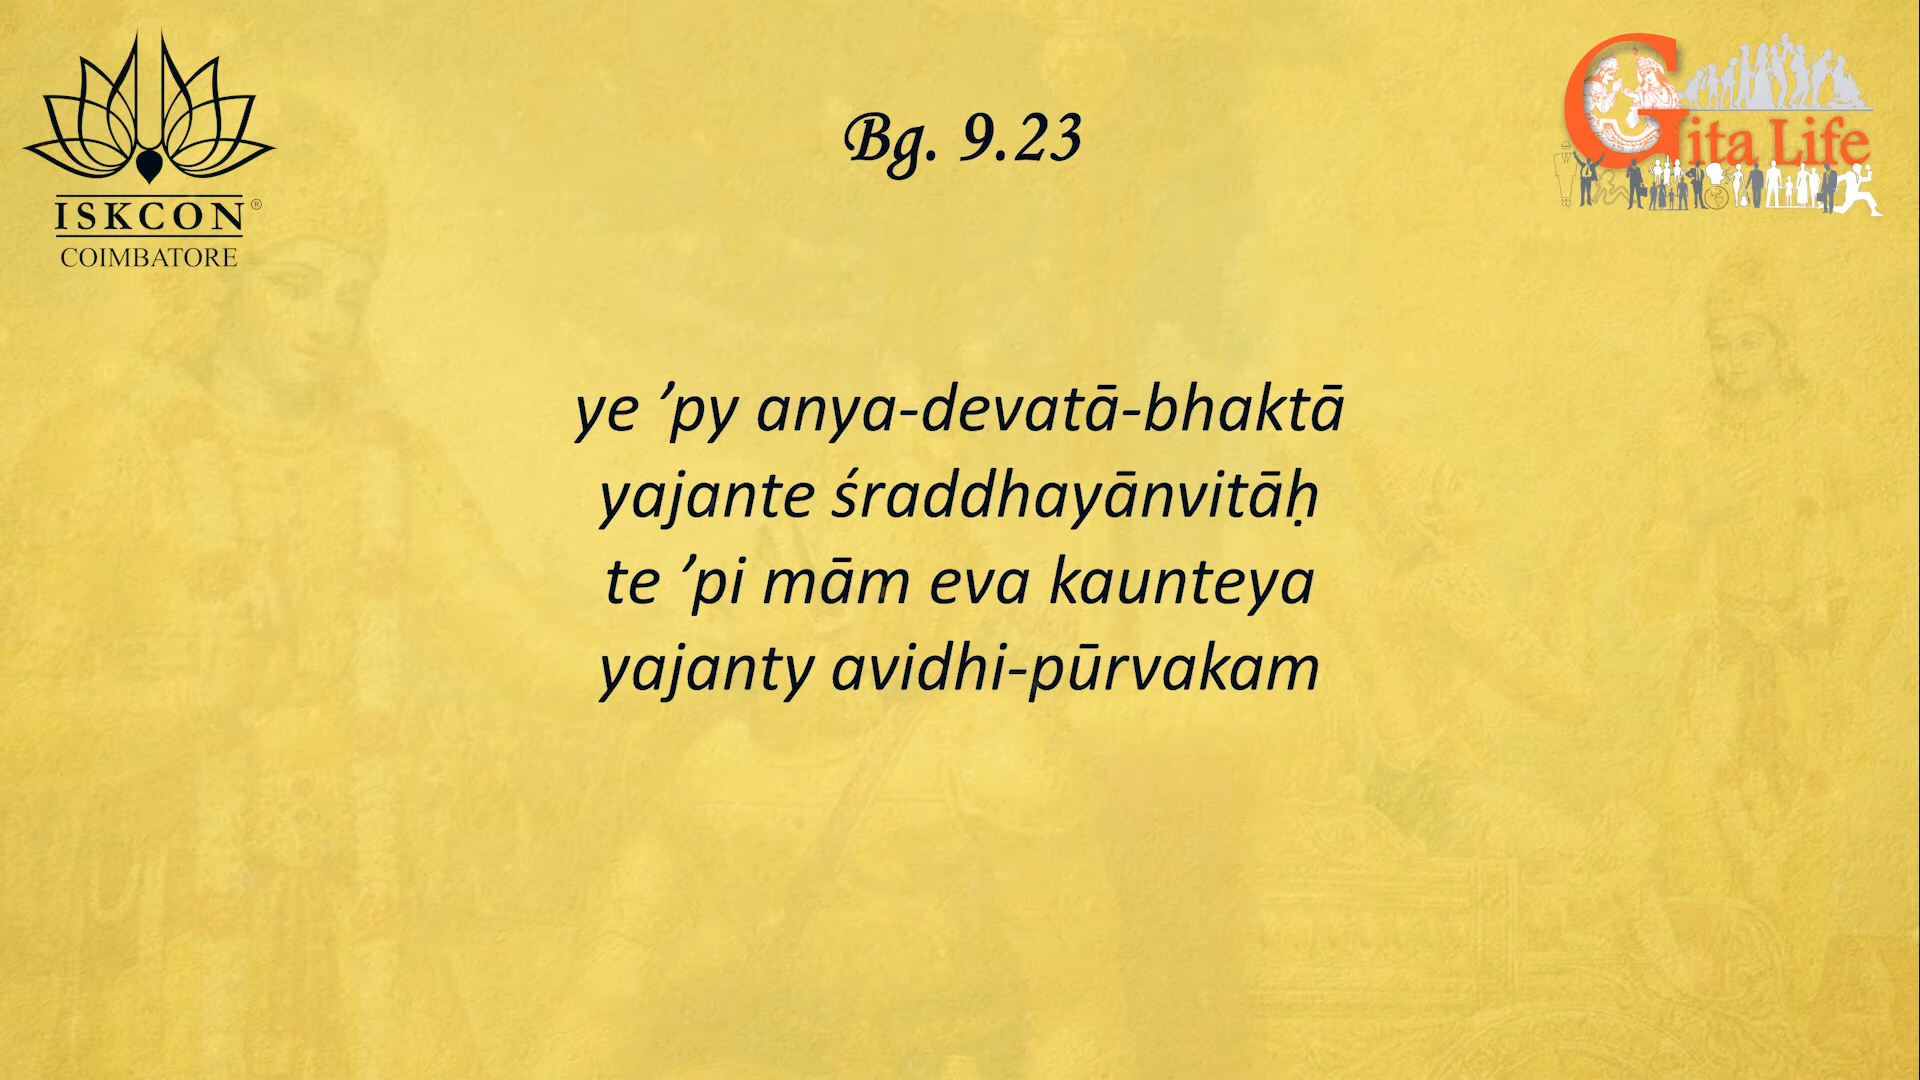 ISKCON®
COIMBATORE
Bg. 9.23
Gita Life
ye ’py anya-devatā-bhaktā
yajante śraddhayānvitāḥ
te ’pi mām eva kaunteya
yajanty avidhi-pūrvakam